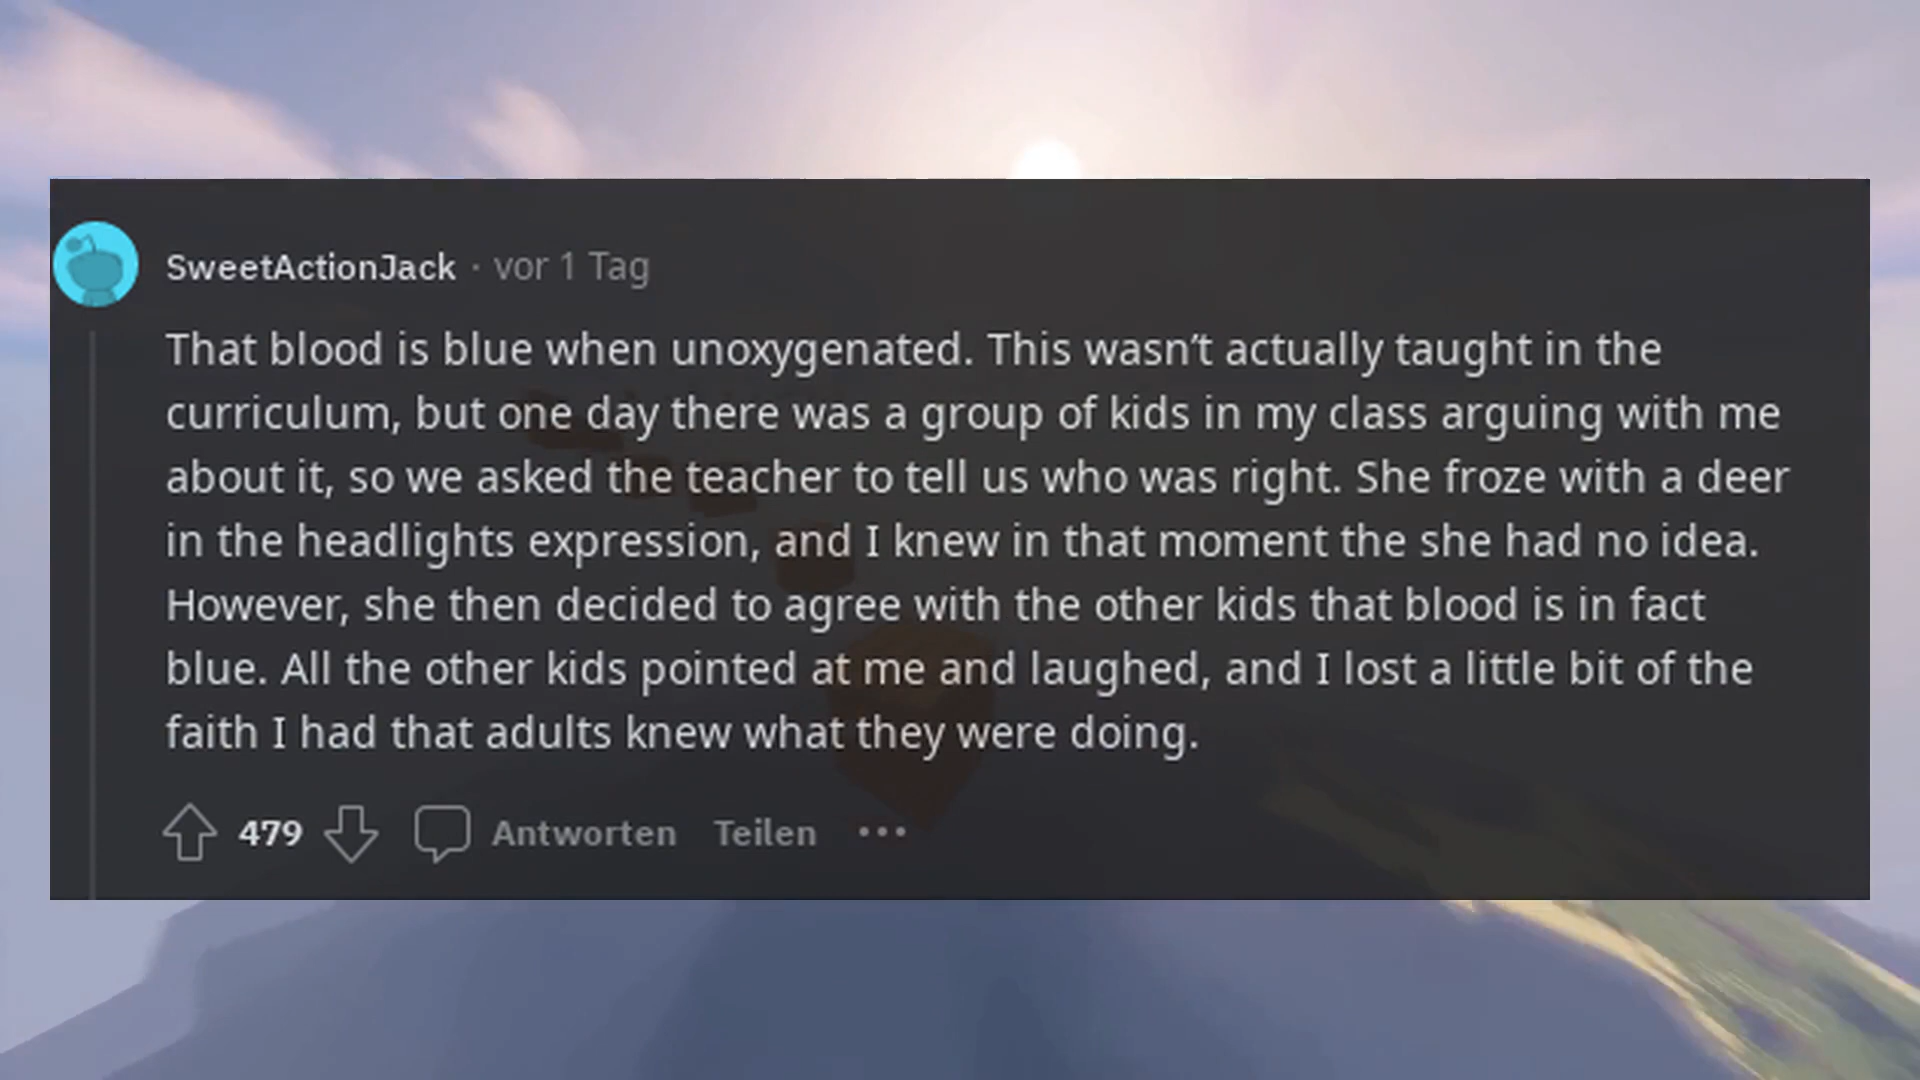 SweetActionJack · vor 1 Tag
That blood is blue when unoxygenated. This wasn’t actually taught in the
curriculum, but one day there was a group of kids in my class arguing with me
about it, so we asked the teacher to tell us who was right. She froze with a deer
in the headlights expression, and I knew in that moment the she had no idea.
However, she then decided to agree with the other kids that blood is in fact
blue. All the other kids pointed at me and laughed, and I lost a little bit of the
faith I had that adults knew what they were doing.
479 Antworten Teilen •••